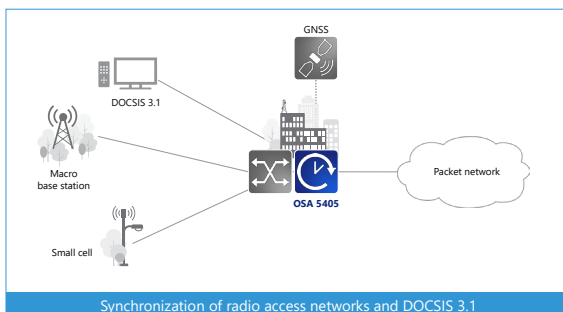 GNSS
DOCSIS 3.1
Macro
base station
Packet network
OSA 5405
Small cell
Synchronization of radio access networks and DOCSIS 3.1